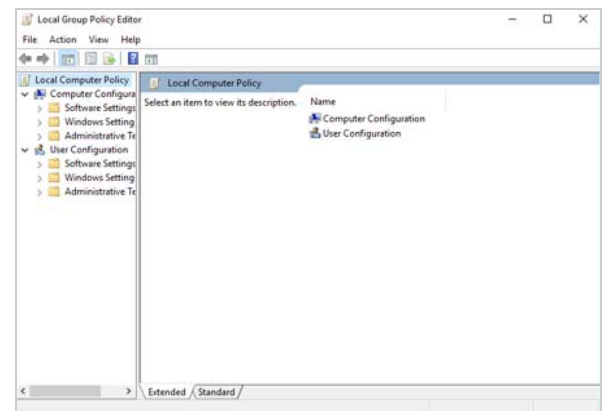 Local Group Policy Editor
File Action View Help
Local Computer Policy
Computer Configura
Software Settings
Windows Setting
Administrative Te
User Configuration
Software Settings
Windows Setting
Administrative Te
Local Computer Policy
Select an item to view its description.
Name
Computer Configuration
User Configuration
Extended Standard